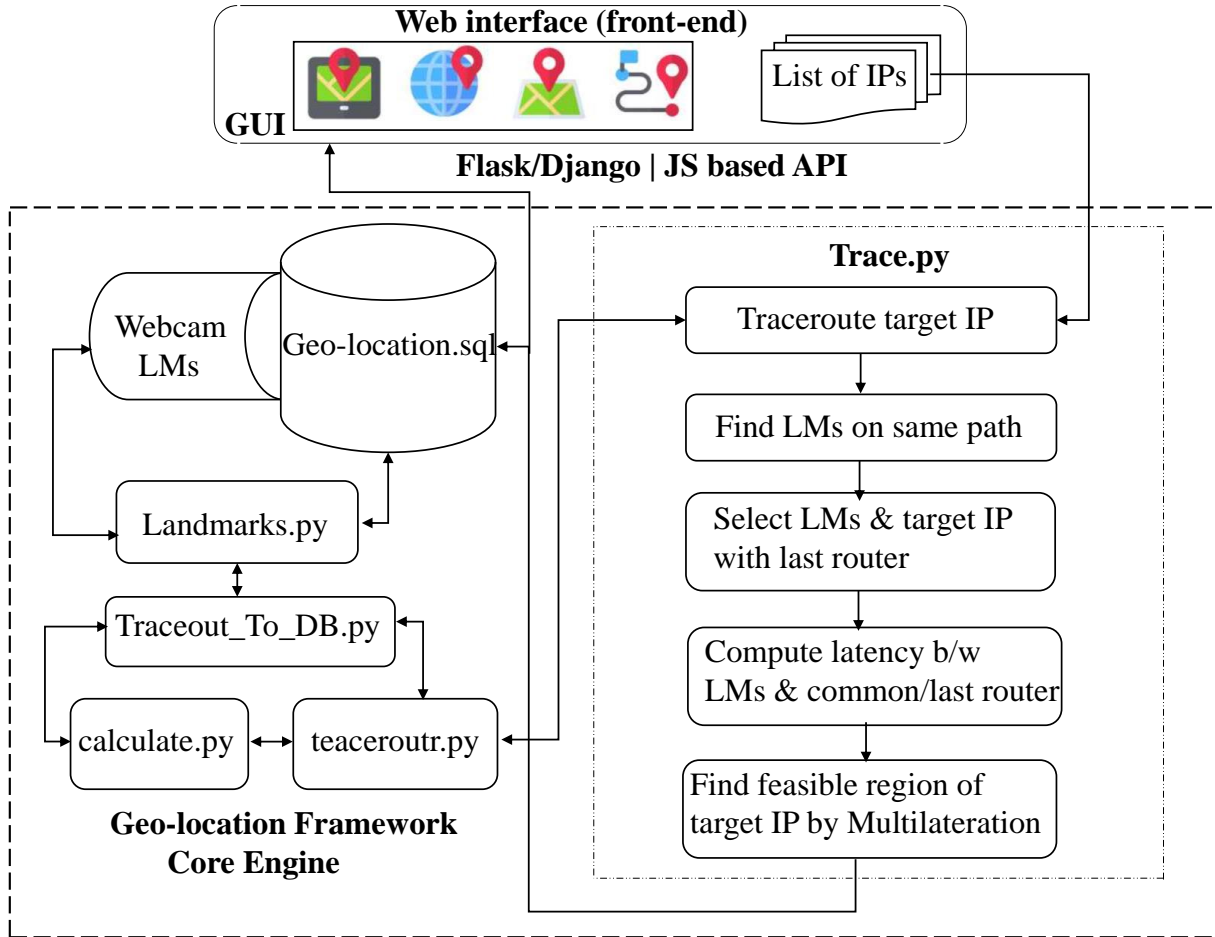 Web interface (front-end)
List of IPs
GUI
Flask/Django | JS based API
Webcam
LMs
Geo-location.sql
Landmarks.py
Traceout_To_DB.py
calculate.py
teaceroutr.py
Geo-location Framework
Core Engine
Trace.py
Traceroute target IP
Find LMs on same path
Select LMs & target IP
with last router
Compute latency b/w
LMs & common/last router
Find feasible region of
target IP by Multilateration